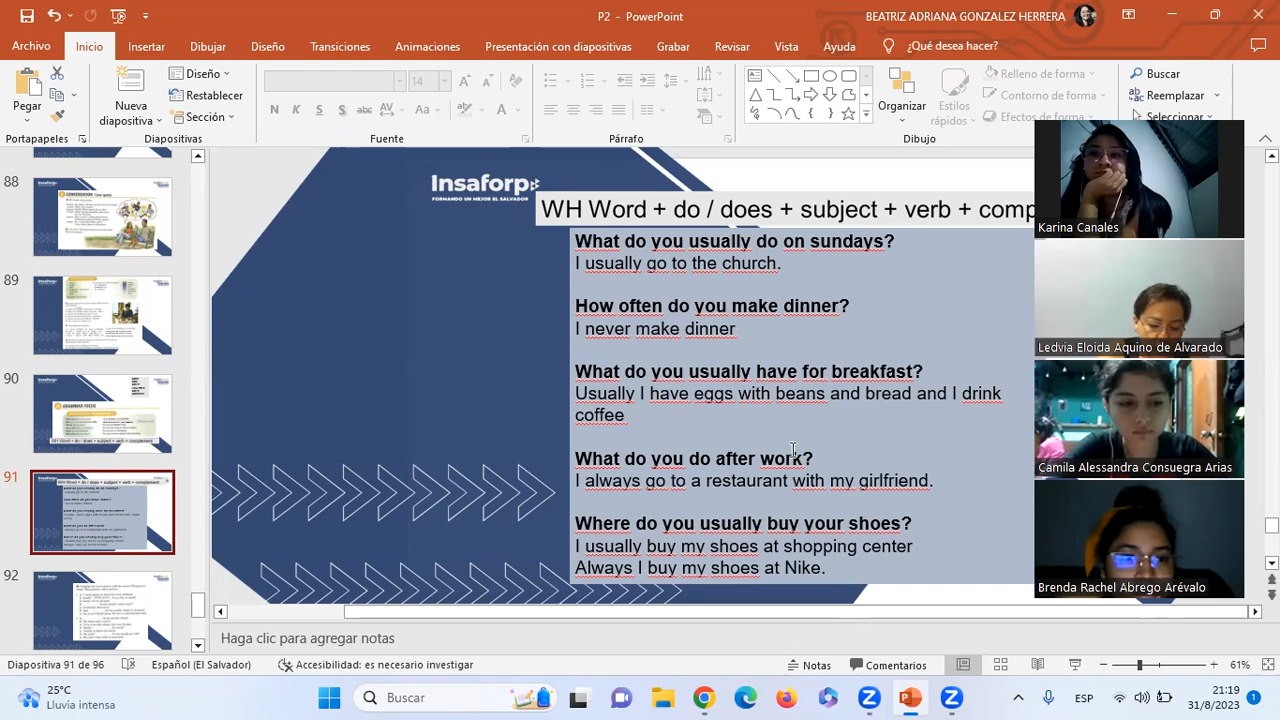 P2 - PowerPoint
BEATRIZ ADRIANA GONZALEZ HERRERA
Archivo
Inicio
Insertar
Dibujar
Diseño
Transiciones
Animaciones
Presentación con diapositivas
Grabar
Revisar
Vista
Ayuda
¿Qué desea hacer?
Pegar
Nueva diapositiva
Diseño
Restablecer
Sección
14
N K S S abc AV Aa A
Organizar
Estilos rápidos
Relleno de forma
Contorno de forma
Efectos de forma
Buscar
Reemplazar
Seleccionar
Portapapeles
Diapositivas
Fuente
Párrafo
Dibujo
88
89
90
91
92
Insaforp
FORMANDO UN MEJOR EL SALVADOR
WH Word + do / does + subject + verb + comp
What do you usually do on sundays?
I usually go to the church.
How often do you make dinner?
I never make dinner
What do you usually have for breakfast?
Usually I have eggs with beans and bread and I drink
coffee
What do you do after work?
I always go to a restaurant with my girlfriend.
Where do you usually buy your shoes?
I usually buy my shoes at shopping center
Always I buy my shoes at Nike.
Karina Canales
Ledvia Eloida Aquino de Alvarado
Camila Alessandra Consuegra
Brenda Rachel Abrego Arévalo
Haga clic para agregar notas
Diapositiva 91 de 96
Español (El Salvador)
Accesibilidad: es necesario investigar
Notas
Comentarios
61%
25°C
Lluvia intensa
Buscar
ESP
21:19
31/8/2023
1